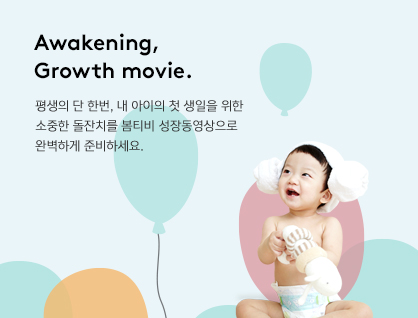 Awakening,
Growth movie.
평생의 단 한번, 내 아이의 첫 생일을 위한
소중한 돌잔치를 봄티비 성장동영상으로
완벽하게 준비하세요.